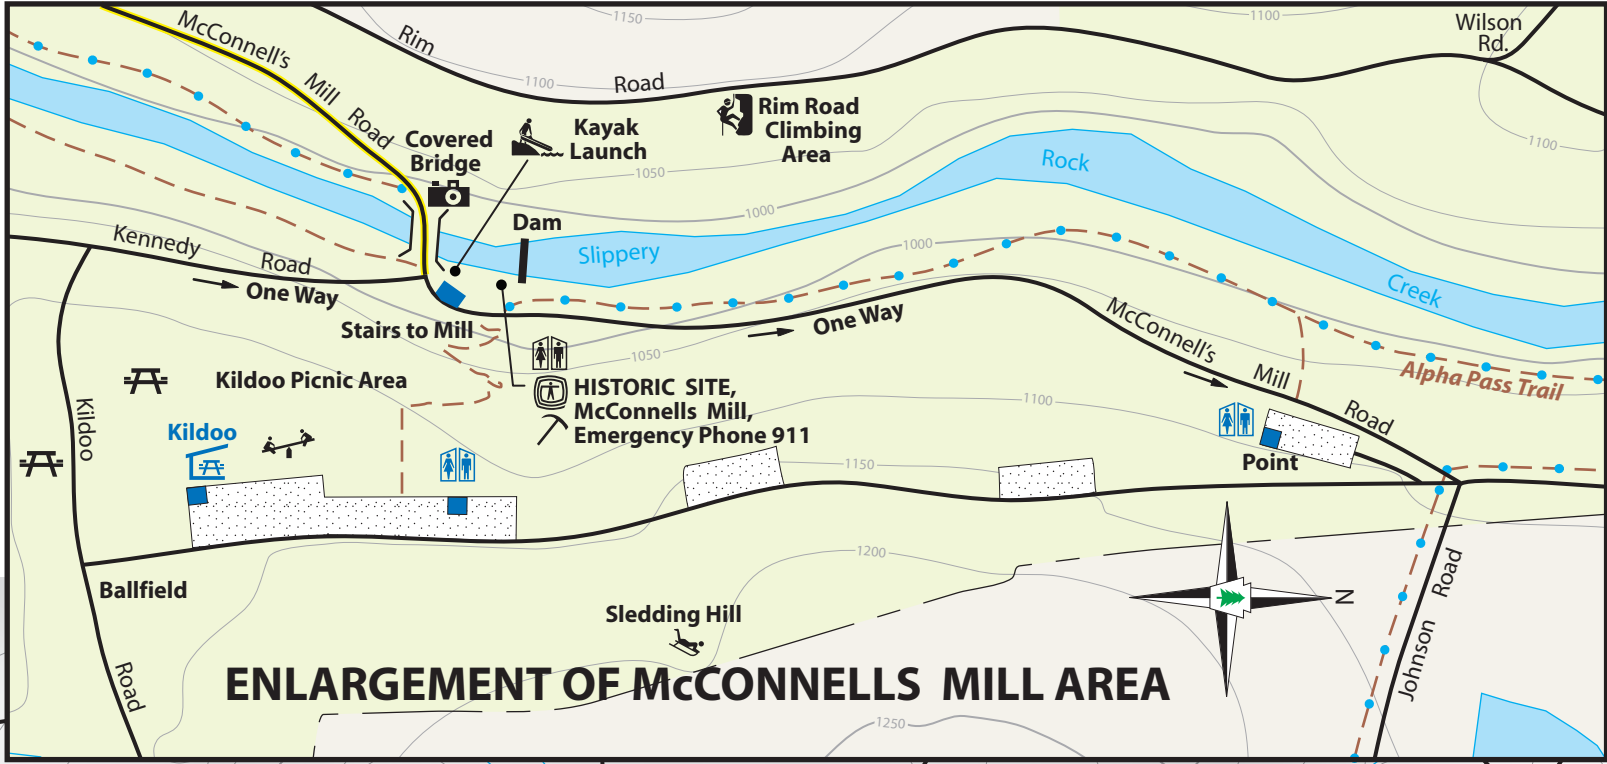 McConnell's
Mill
Road
Rim
Road
1150
1100
Wilson
Rd.
1100
1100
Covered
Bridge
Kayak
Launch
Rim Road
Climbing
Area
1050
1000
Rock
Dam
Slippery
1000
Creek
Kennedy
Road
One Way
One Way
McConnell's
Mill
Road
Alpha Pass Trail
Stairs to Mill
1050
Kildoo Picnic Area
HISTORIC SITE,
McConnells Mill,
Emergency Phone 911
1100
Kildoo
Road
Kildoo
1150
Point
Ballfield
1200
Sledding Hill
N
Johnson Road
ENLARGEMENT OF McCONNELLS MILL AREA
1250